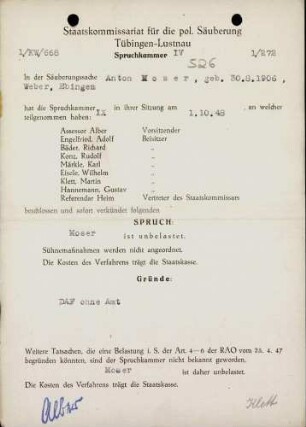 Staatskommissariat für die pol. Säuberung
Tübingen-Lustnau
1/KW/668 Spruchkammer IV 1/272
526
In der Säuberungssache Anton Moser, geb. 30.8.1906,
Weber, Ebingen
hat die Spruchkammer IX in ihrer Sitzung am 1.10.48, an welcher
teilgenommen haben:
Assessor Alber Vorsitzender
Engelfried, Adolf Beisitzer
Bäder, Richard "
Konz, Rudolf "
Märkle, Karl "
Eisele, Wilhelm "
Klett, Martin "
Hannemann, Gustav "
Referendar Heim Vertreter des Staatskommissars
beschlossen und sofort verkündet folgenden
SPRUCH:
Moser
ist unbelastet.
Sühnemaßnahmen werden nicht angeordnet.
Die Kosten des Verfahrens trägt die Staatskasse.
Gründe:
DAF ohne Amt
Weitere Tatsachen, die eine Belastung i. S. der Art. 4—6 der RAO vom 25. 4. 47
begründen könnten, sind der Spruchkammer nicht bekannt geworden.
Moser ist daher unbelastet.
Die Kosten des Verfahrens trägt die Staatskasse.
Alber Klett